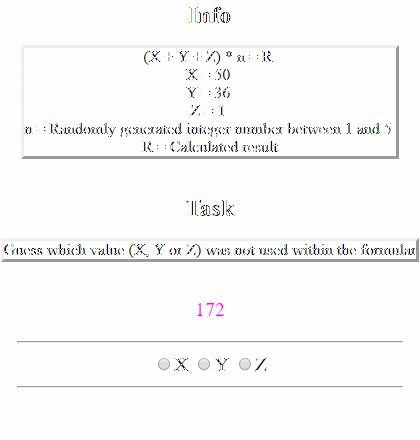 Info
(X + Y + Z) * n = R
X = 50
Y = 36
Z = 1
n = Randomly generated integer number between 1 and 5
R = Calculated result
Task
Guess which value (X, Y or Z) was not used within the formular
172
X Y Z